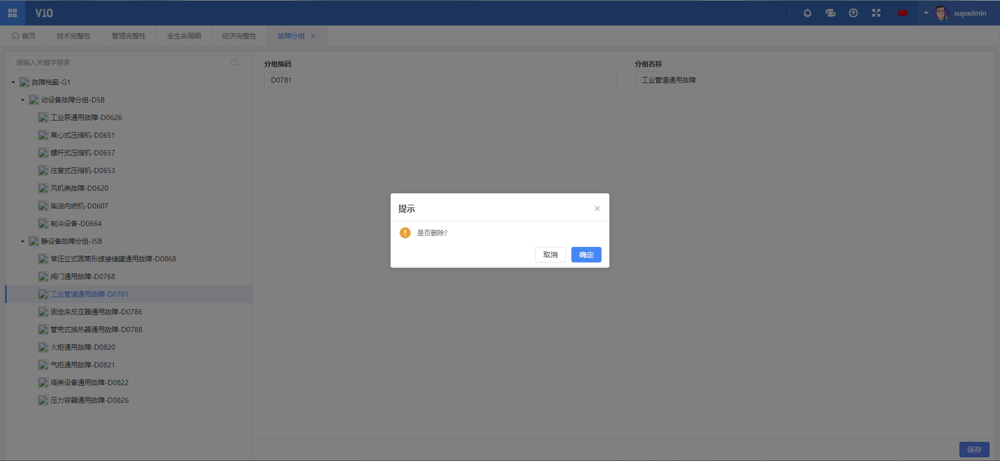 V10
supadmin
首页
技术完整性
管理完整性
全生命周期
经济完整性
故障分组
请输入关键字搜索
故障档案-G1
动设备故障分组-DSB
工业泵通用故障-D0626
离心式压缩机-D0651
螺杆式压缩机-D0657
往复式压缩机-D0653
风机类故障-D0620
柴油内燃机-D0607
制冷设备-D0664
静设备故障分组-JSB
常压立式圆筒形焊接储罐通用故障-D0868
阀门通用故障-D0768
工业管道通用故障-D0781
固定床反应器通用故障-D0786
管壳式换热器通用故障-D0788
火炬通用故障-D0820
气柜通用故障-D0821
塔类设备通用故障-D0822
压力容器通用故障-D0826
分组编码
D0781
分组名称
工业管道通用故障
提示
是否删除?
取消
确定
保存